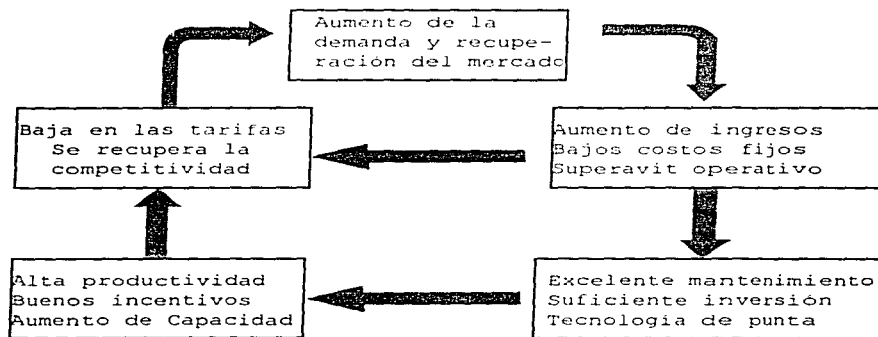 Aumento de la
demanda y recupe-
ración del mercado
Baja en las tarifas
Se recupera la
competitividad
Aumento de ingresos
Bajos costos fijos
Superavit operativo
Alta productividad
Buenos incentivos
Aumento de Capacidad
Excelente mantenimiento
Suficiente inversión
Tecnologia de punta